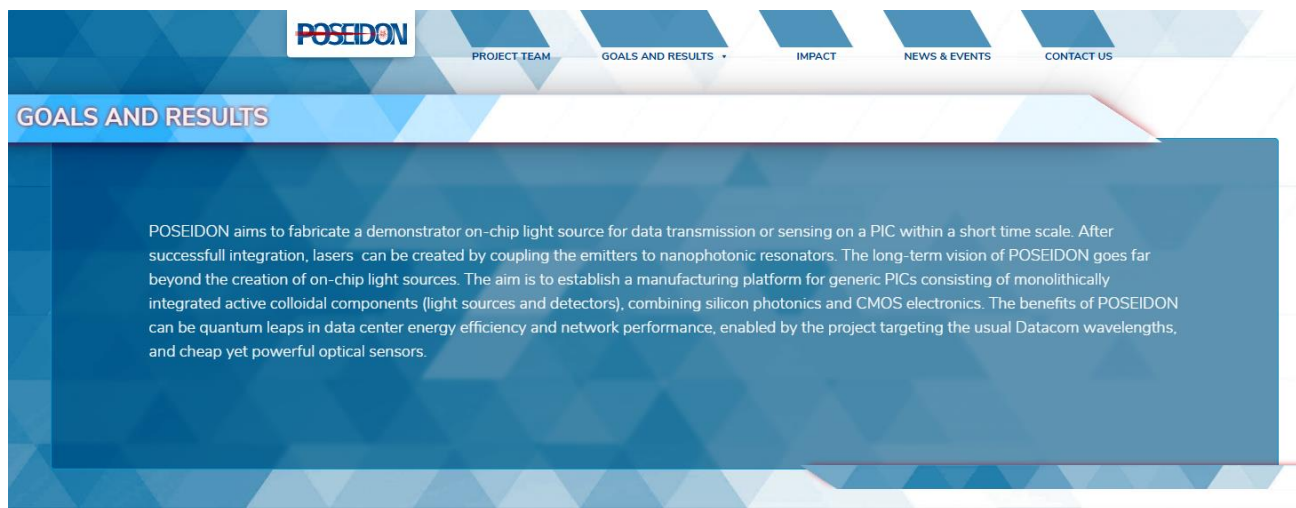 POSEIDON
PROJECT TEAM GOALS AND RESULTS IMPACT NEWS & EVENTS CONTACT US
GOALS AND RESULTS
POSEIDON aims to fabricate a demonstrator on-chip light source for data transmission or sensing on a PIC within a short time scale. After
successfull integration, lasers can be created by coupling the emitters to nanophotonic resonators. The long-term vision of POSEIDON goes far
beyond the creation of on-chip light sources. The aim is to establish a manufacturing platform for generic PICs consisting of monolithically
integrated active colloidal components (light sources and detectors), combining silicon photonics and CMOS electronics. The benefits of POSEIDON
can be quantum leaps in data center energy efficiency and network performance, enabled by the project targeting the usual Datacom wavelengths,
and cheap yet powerful optical sensors.